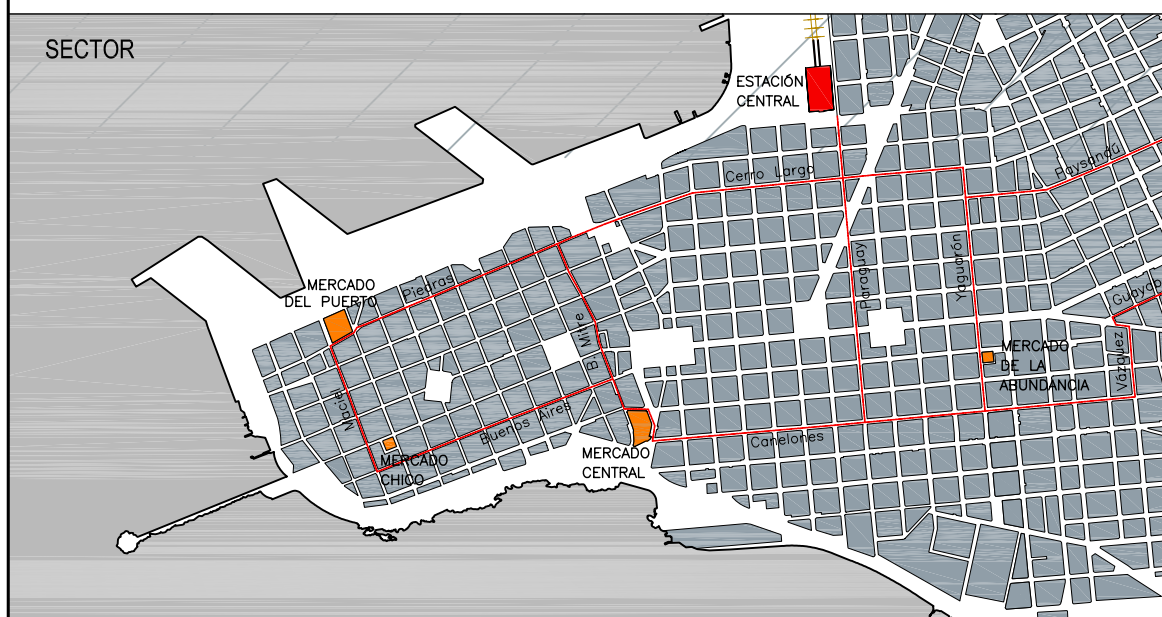 SECTOR
ESTACIÓN
CENTRAL
Cerro Largo
Paysandú
MERCADO
DEL PUERTO
Piedras
Paraguay
Yaguarón
Guayab
B. Mitre
MERCADO
DE LA
ABUNDANCIA
Vázquez
Maciel
Buenos Aires
Canelones
MERCADO
CHICO
MERCADO
CENTRAL